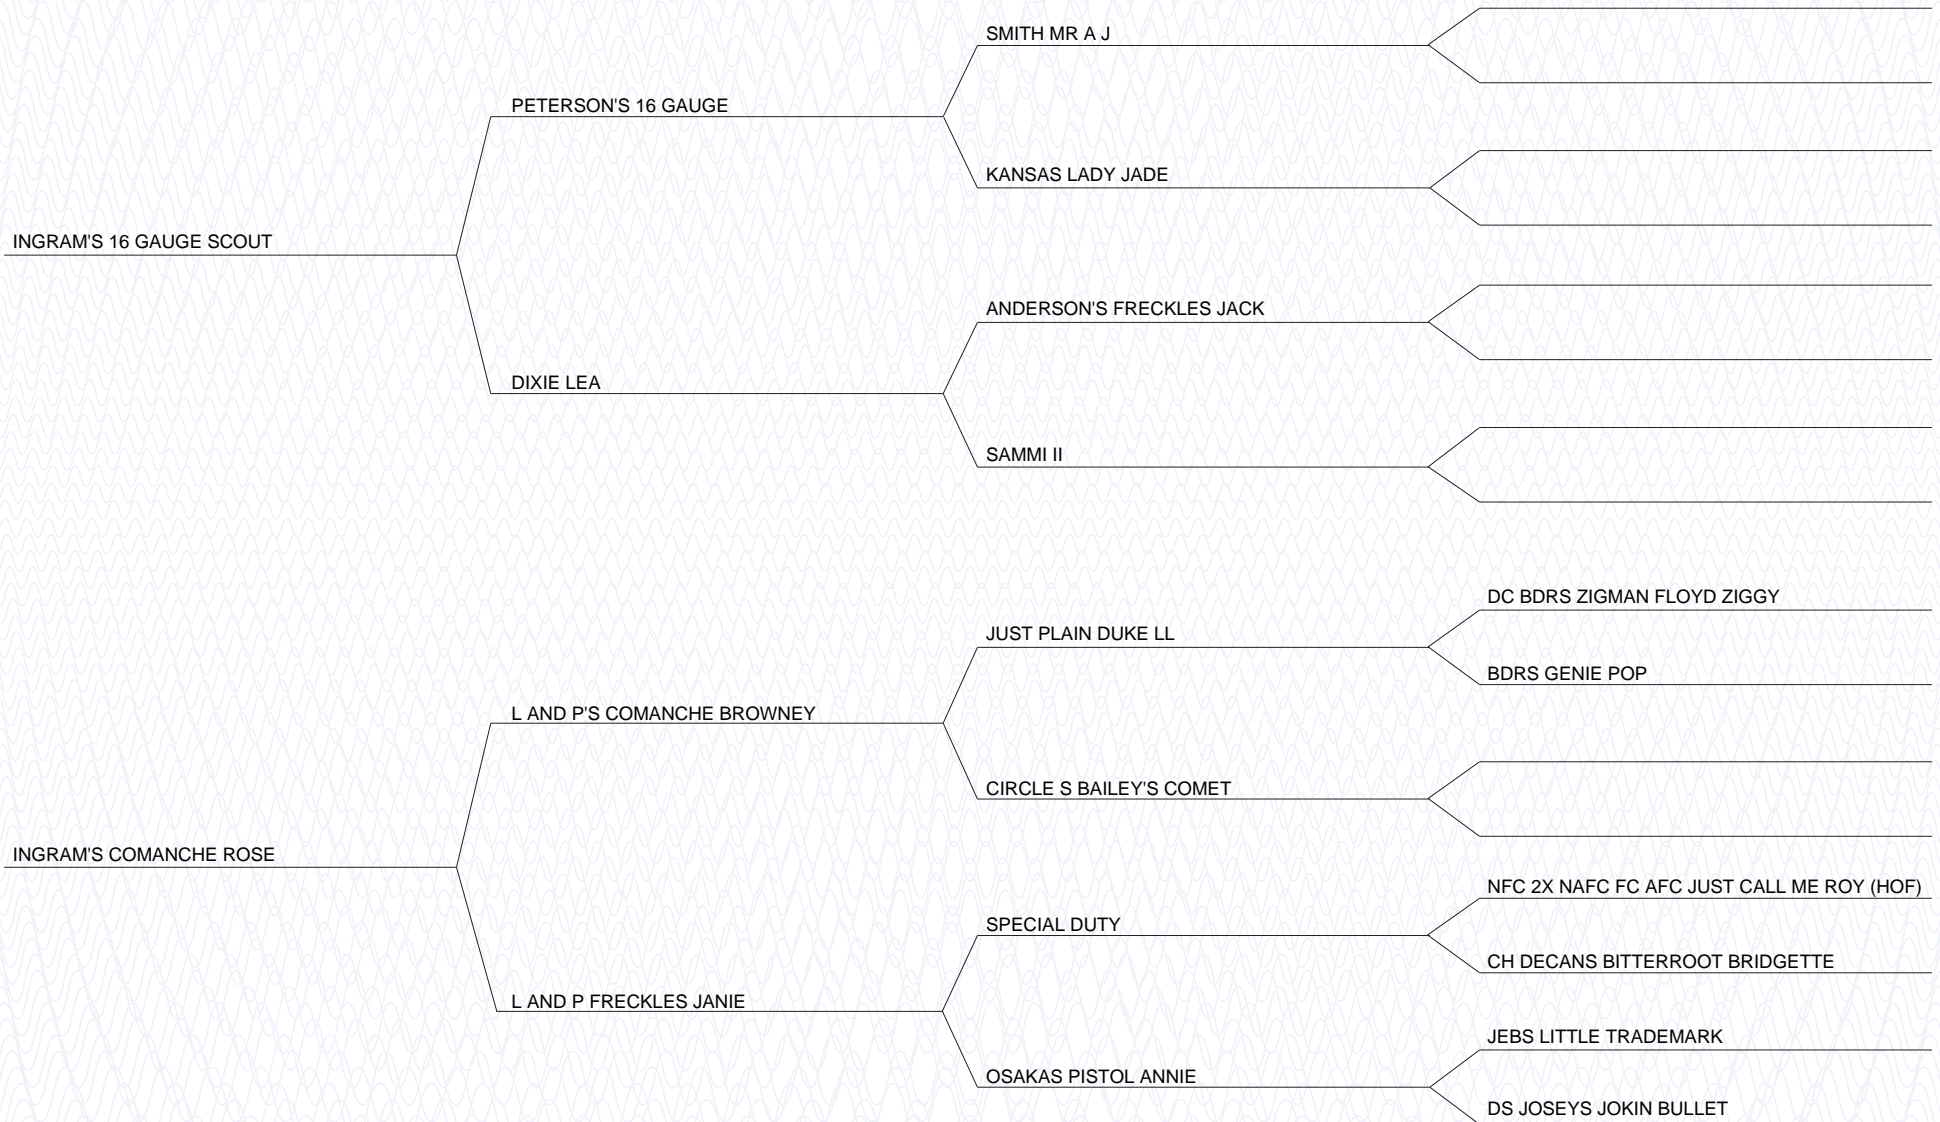 SMITH MR A J
PETERSON'S 16 GAUGE
KANSAS LADY JADE
INGRAM'S 16 GAUGE SCOUT
ANDERSON'S FRECKLES JACK
DIXIE LEA
SAMMI II
DC BDRS ZIGMAN FLOYD ZIGGY
JUST PLAIN DUKE LL
BDRS GENIE POP
L AND P'S COMANCHE BROWNEY
CIRCLE S BAILEY'S COMET
INGRAM'S COMANCHE ROSE
NFC 2X NAFC FC AFC JUST CALL ME ROY (HOF)
SPECIAL DUTY
CH DECANS BITTERROOT BRIDGETTE
L AND P FRECKLES JANIE
JEBS LITTLE TRADEMARK
OSAKAS PISTOL ANNIE
DS JOSEYS JOKIN BULLET